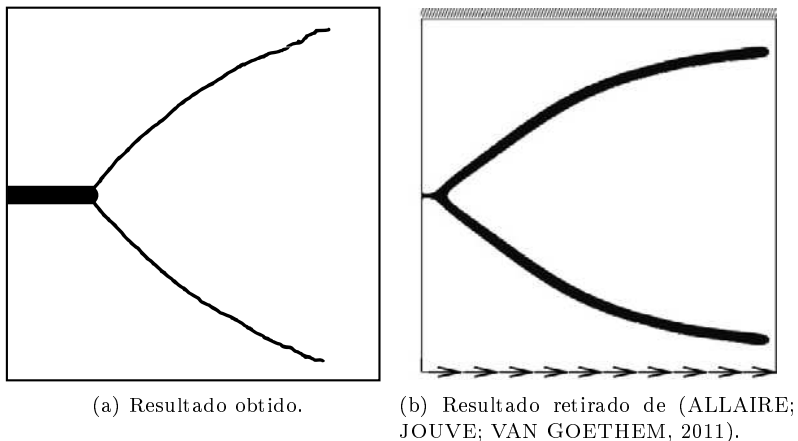 (a) Resultado obtido.
(b) Resultado retirado de (ALLAIRE;
JOUVE; VAN GOETHEM, 2011).